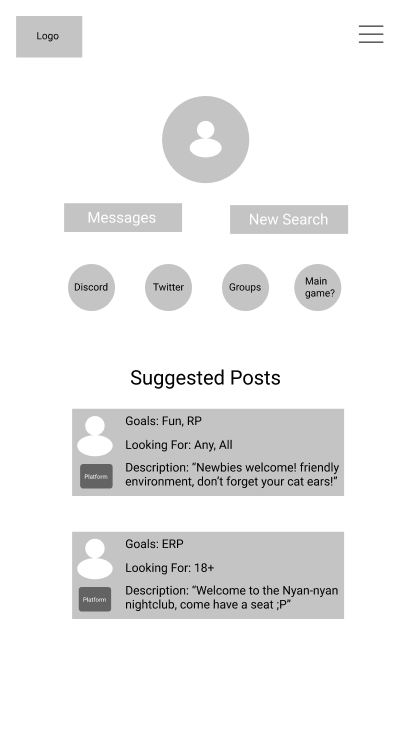 Logo
Messages
New Search
Discord
Twitter
Groups
Main
game?
Suggested Posts
Goals: Fun, RP
Looking For: Any, All
Platform
Description: “Newbies welcome! friendly
environment, don’t forget your cat ears!”
Goals: ERP
Looking For: 18+
Platform
Description: “Welcome to the Nyan-nyan
nightclub, come have a seat ;P”